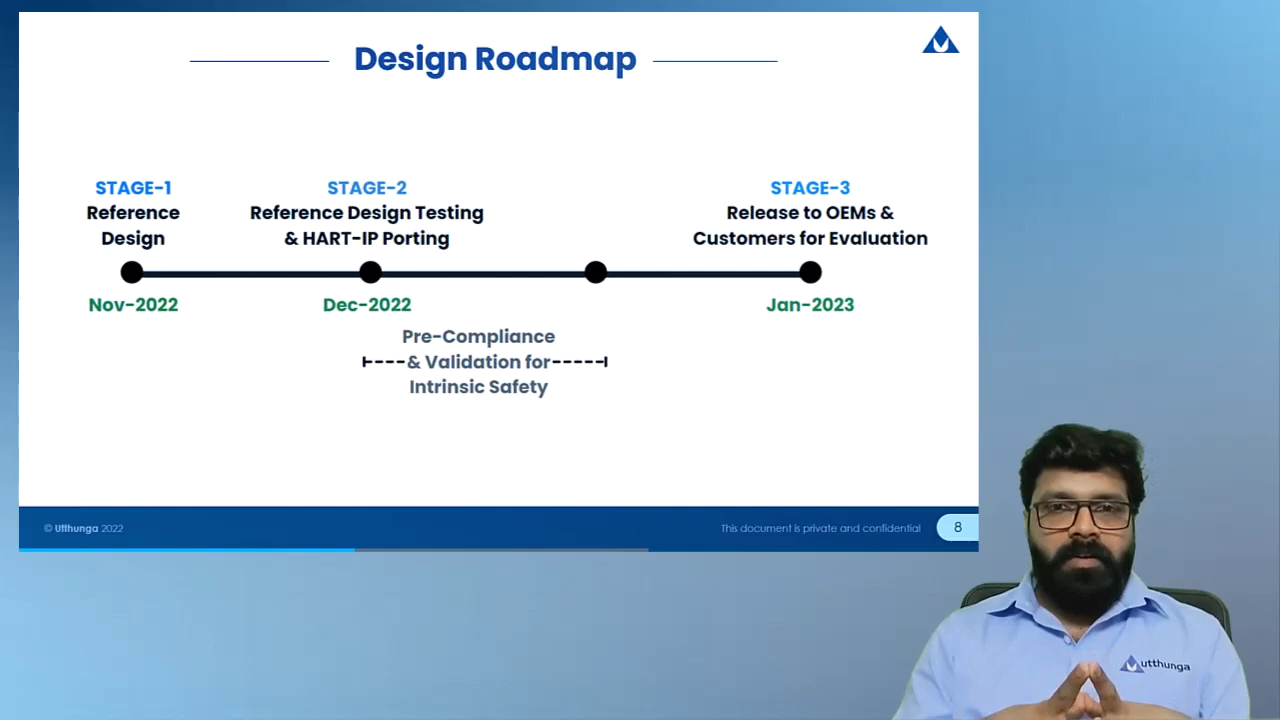 Design Roadmap
STAGE-1
Reference
Design
Nov-2022
STAGE-2
Reference Design Testing
& HART-IP Porting
Dec-2022
Pre-Compliance
& Validation for
Intrinsic Safety
STAGE-3
Release to OEMs &
Customers for Evaluation
Jan-2023
© Utthunga 2022
This document is private and confidential
8
utthunga